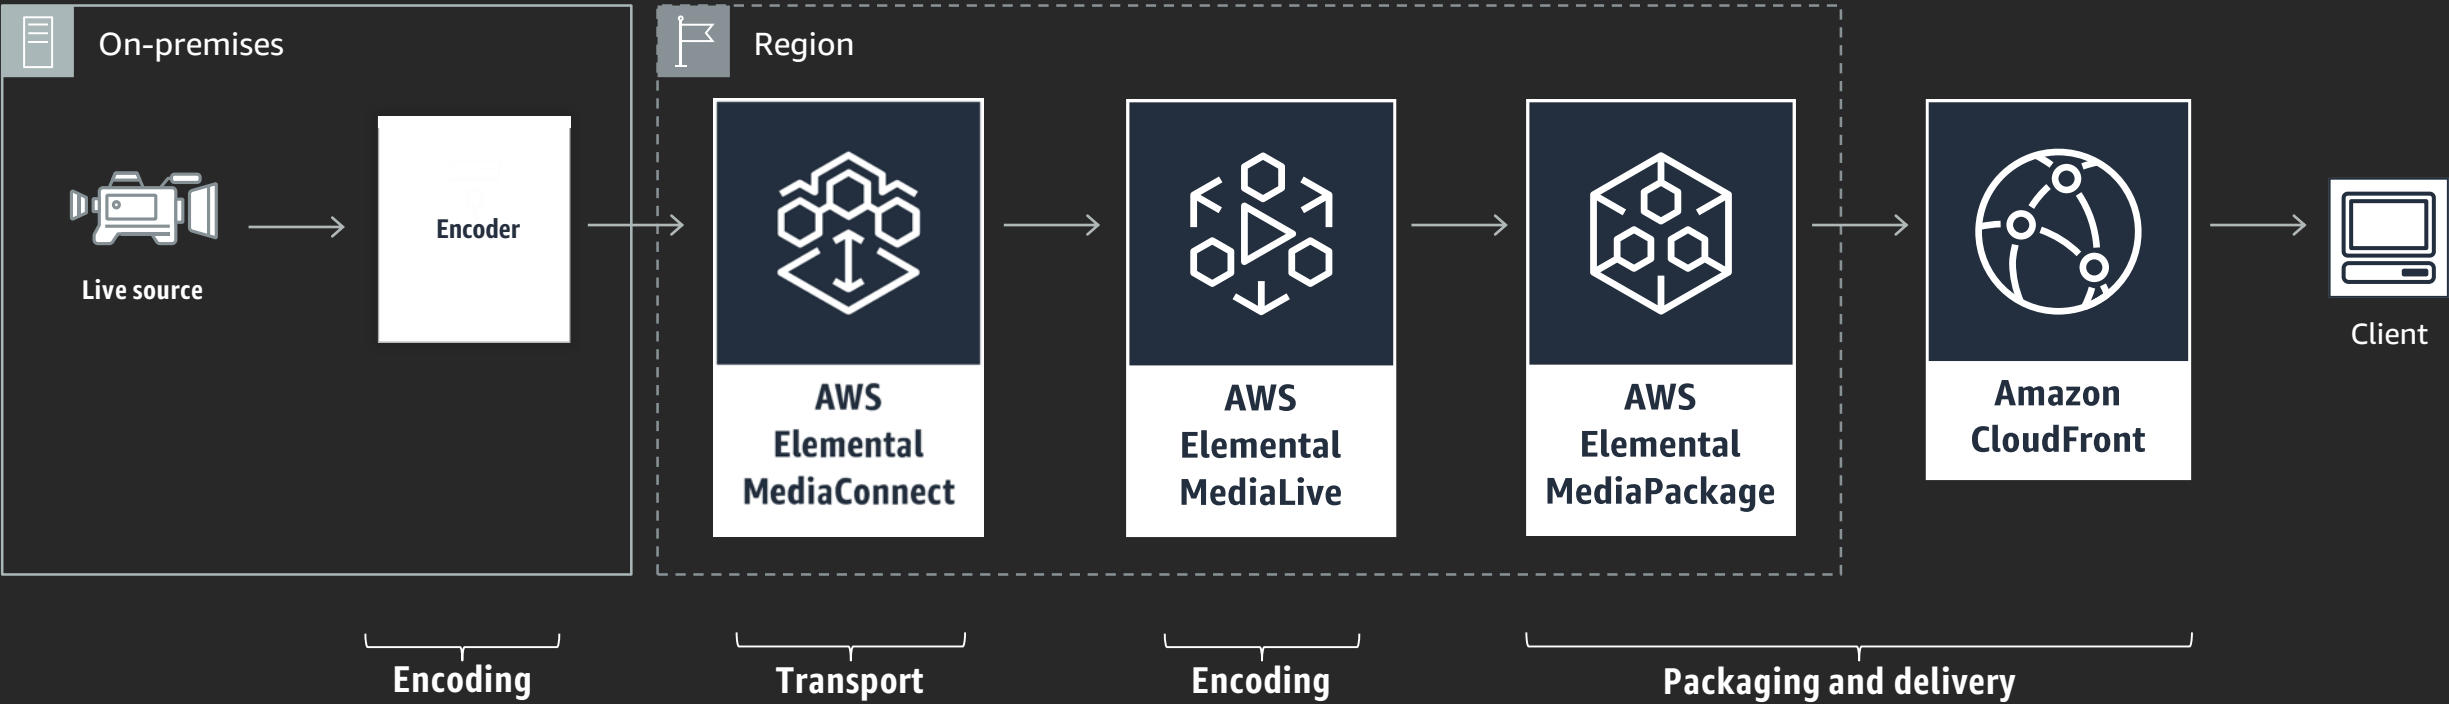 On-premises
Region
Live source
Encoder
AWS
Elemental
MediaConnect
AWS
Elemental
MediaLive
AWS
Elemental
MediaPackage
Amazon
CloudFront
Client
Encoding
Transport
Encoding
Packaging and delivery